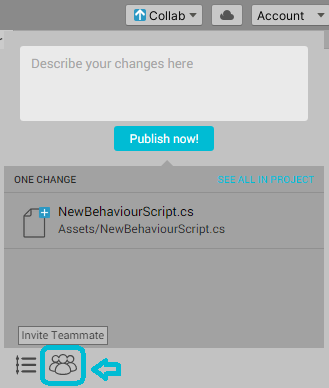 Collab
Account
Describe your changes here
Publish now!
ONE CHANGE
SEE ALL IN PROJECT
NewBehaviourScript.cs
Assets/NewBehaviourScript.cs
Invite Teammate